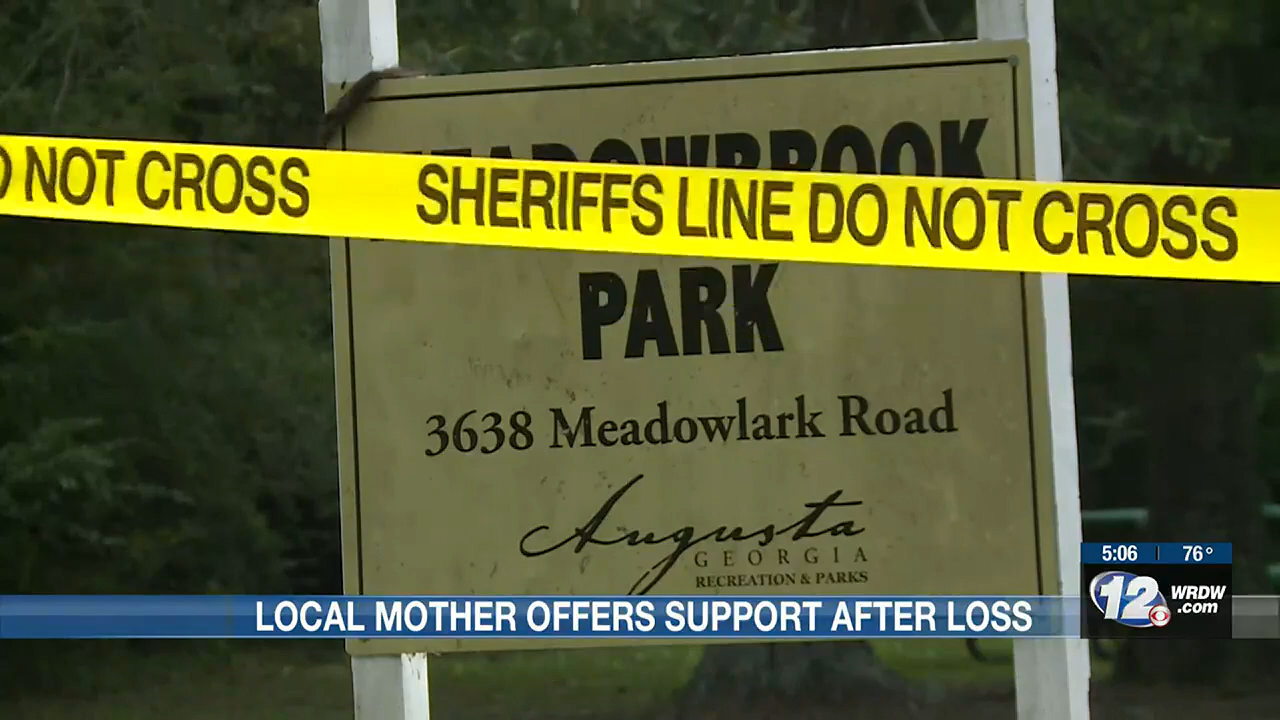 MEADOWBROOK
O NOT CROSS SHERIFFS LINE DO NOT CROSS
PARK
3638 Meadowlark Road
Augusta
GEORGIA
RECREATION & PARKS
5:06 | 76°
12 WRDW
.com
LOCAL MOTHER OFFERS SUPPORT AFTER LOSS